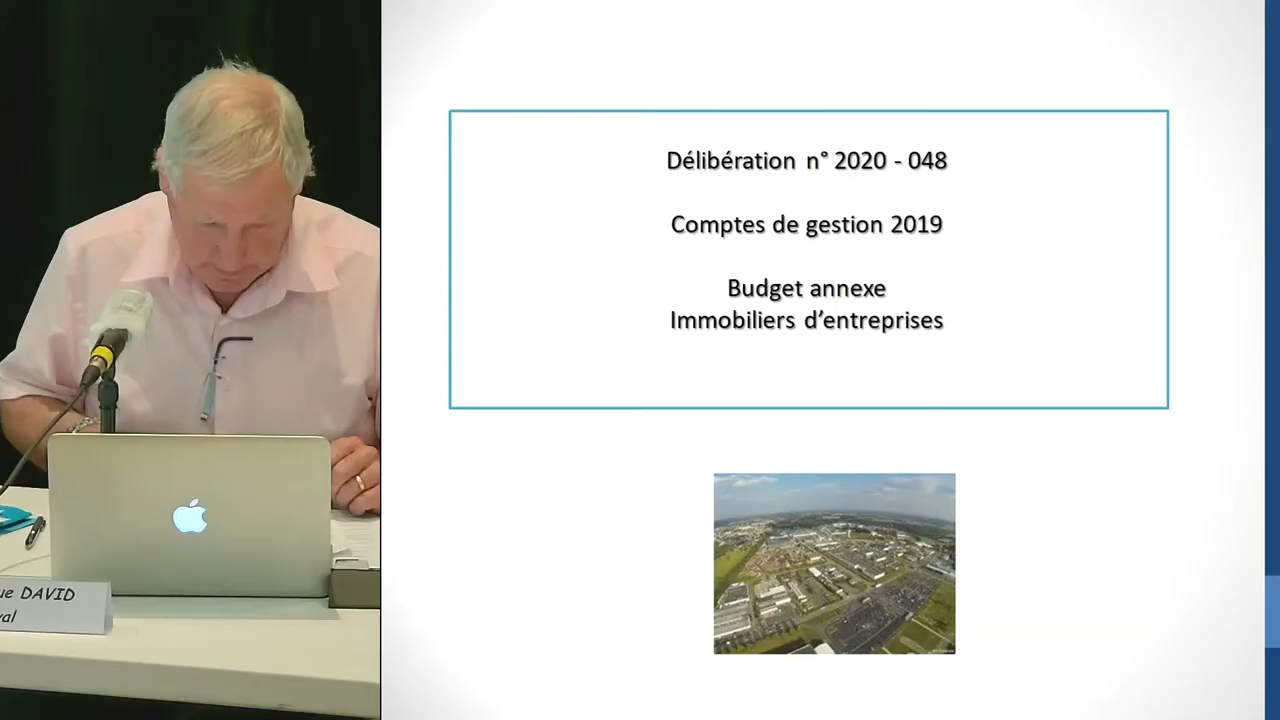 Délibération n° 2020 - 048
Comptes de gestion 2019
Budget annexe
Immobiliers d’entreprises
DAVID